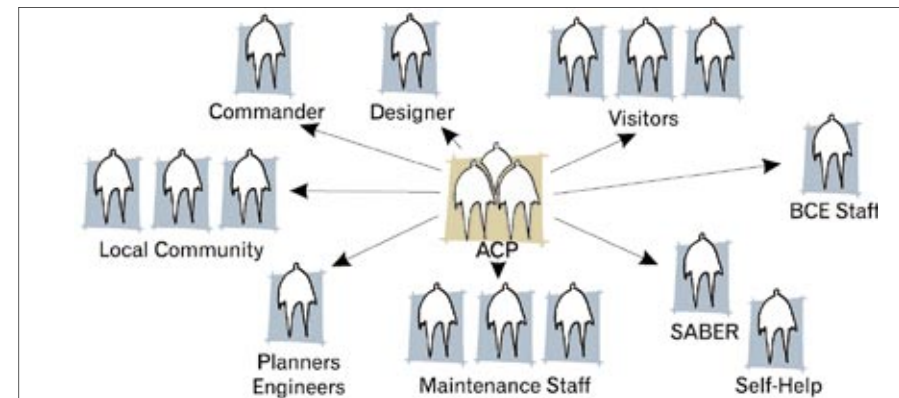 Commander
Designer
Visitors
BCE Staff
Local Community
ACP
SABER
Planners
Engineers
Maintenance Staff
Self-Help